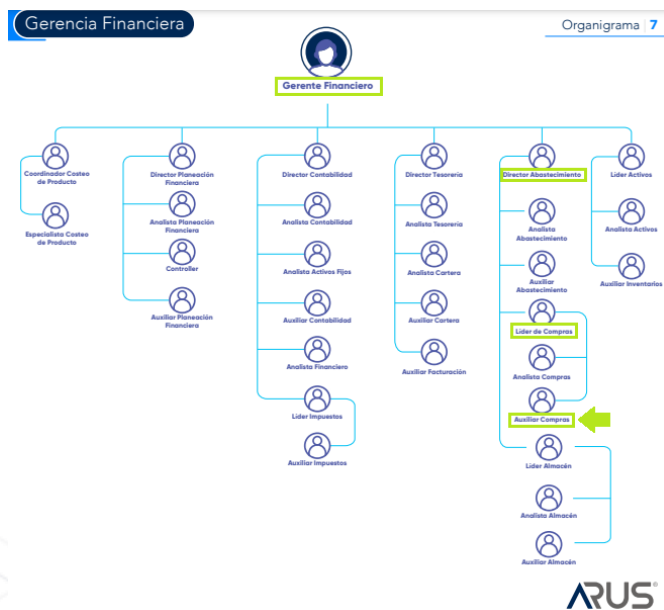 Gerencia Financiera
Organigrama | 7
Gerente Financiero
Coordinador Costeo
de Producto
Especialista Costeo
de Producto
Director Planeación
Financiera
Analista Planeación
Financiera
Controller
Auxiliar Planeación
Financiera
Director Contabilidad
Analista Contabilidad
Analista Activos Fijos
Auxiliar Contabilidad
Analista Financiero
Lider Impuestos
Auxiliar Impuestos
Director Tesorería
Analista Tesorería
Analista Cartera
Auxiliar Cartera
Auxiliar Facturación
Director Abastecimiento
Analista
Abastecimiento
Auxiliar
Abastecimiento
Lider de Compras
Analista Compras
Auxiliar Compras
Lider Almacén
Analista Almacén
Auxiliar Almacén
Lider Activos
Analista Activos
Auxiliar Inventarios
ARUS